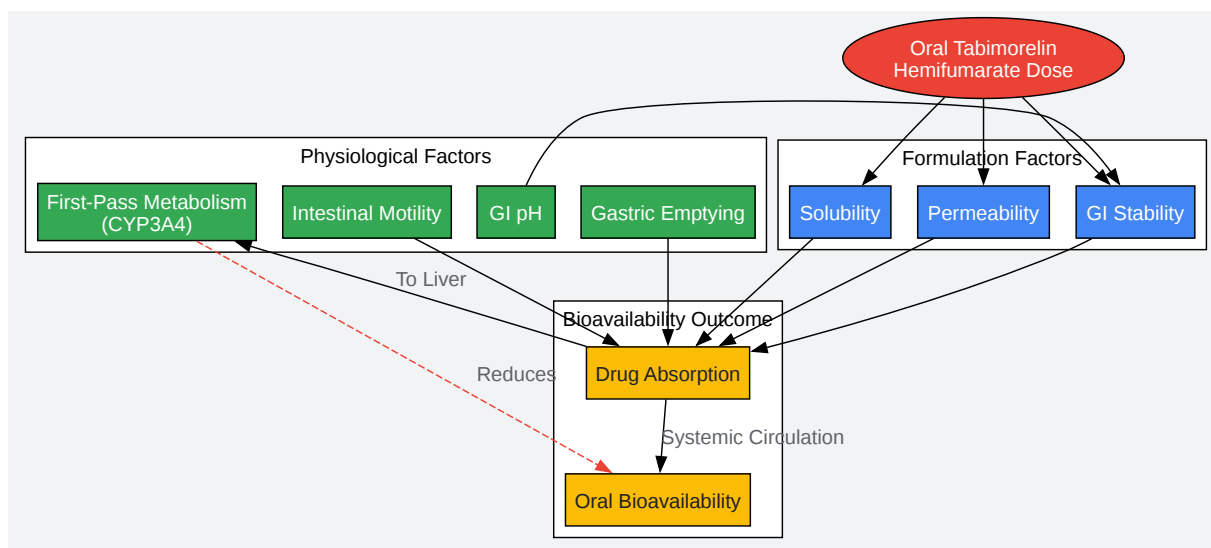 Oral Tabimorelin
Hemifumarate Dose
Physiological Factors
Formulation Factors
First-Pass Metabolism
(CYP3A4)
Intestinal Motility
GI pH
Gastric Emptying
Solubility
Permeability
GI Stability
To Liver
Bioavailability Outcome
Reduces
Drug Absorption
Systemic Circulation
Oral Bioavailability